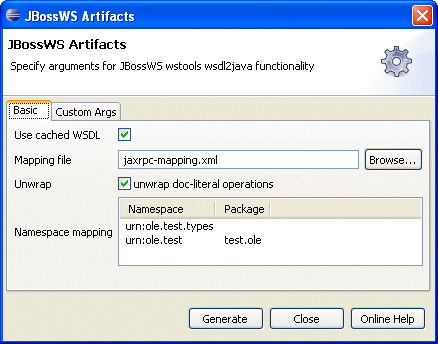 JBossWS Artifacts
JBossWS Artifacts
Specify arguments for JBossWS wstools wsdl2java functionality
Basic Custom Args
Use cached WSDL
Mapping file jaxrpc-mapping.xml Browse...
Unwrap unwrap doc-literal operations
Namespace Package
urn:ole.test.types
Namespace mapping urn:ole.test test.ole
Generate Close Online Help